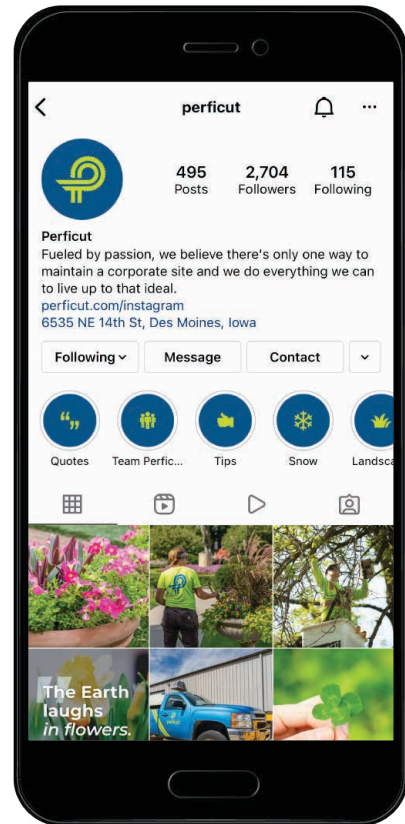 perficut
495 2,704 115
Posts Followers Following
Perficut
Fueled by passion, we believe there's only one way to
maintain a corporate site and we do everything we can
to live up to that ideal.
perficut.com/instagram
6535 NE 14th St, Des Moines, Iowa
Following Message Contact
Quotes Team Perfic... Tips Snow Landsca
The Earth
laughs
in flowers.